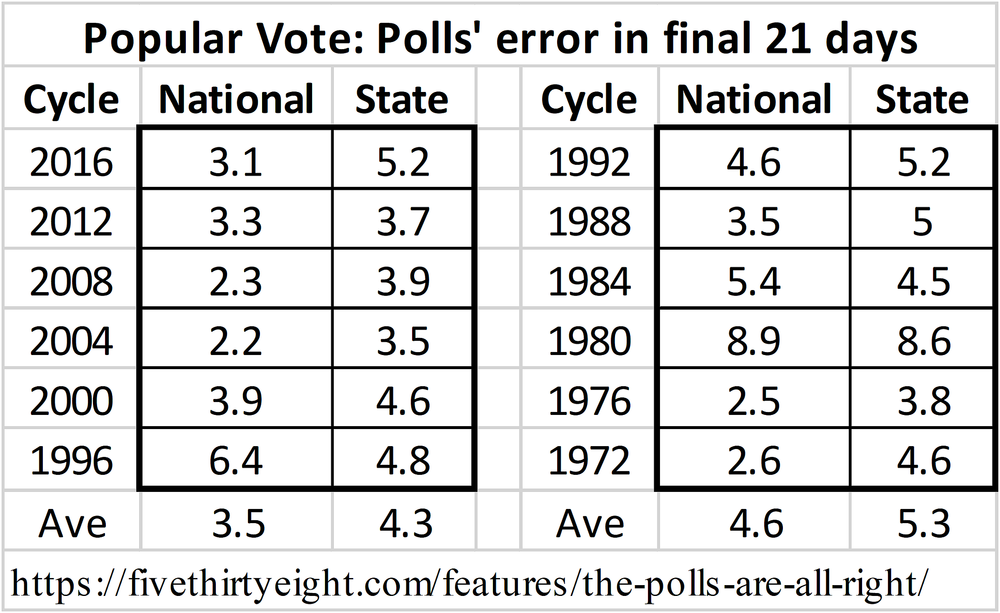 Popular Vote: Polls' error in final 21 days
Cycle National State Cycle National State
2016 3.1 5.2 1992 4.6 5.2
2012 3.3 3.7 1988 3.5 5
2008 2.3 3.9 1984 5.4 4.5
2004 2.2 3.5 1980 8.9 8.6
2000 3.9 4.6 1976 2.5 3.8
1996 6.4 4.8 1972 2.6 4.6
Ave 3.5 4.3 Ave 4.6 5.3
https://fivethirtyeight.com/features/the-polls-are-all-right/